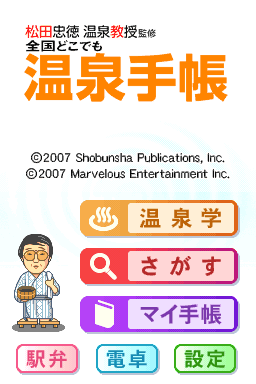 松田忠徳 温泉教授監修
全国どこでも
温泉手帳
©2007 Shobunsha Publications, Inc.
©2007 Marvelous Entertainment Inc.
温泉学
さがす
マイ手帳
駅弁 電卓 設定